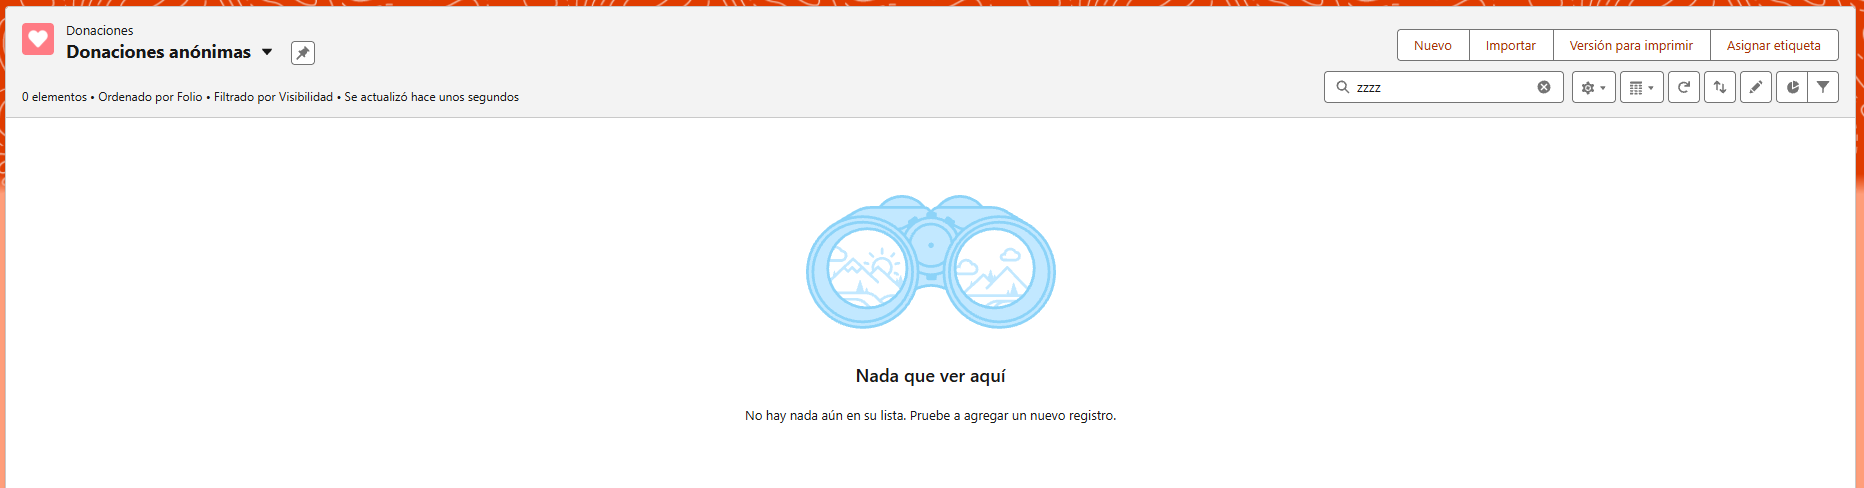 Donaciones
Donaciones anónimas
Nuevo
Importar
Versión para imprimir
Asignar etiqueta
0 elementos • Ordenado por Folio • Filtrado por Visibilidad • Se actualizó hace unos segundos
zzzz
Nada que ver aquí
No hay nada aún en su lista. Pruebe a agregar un nuevo registro.